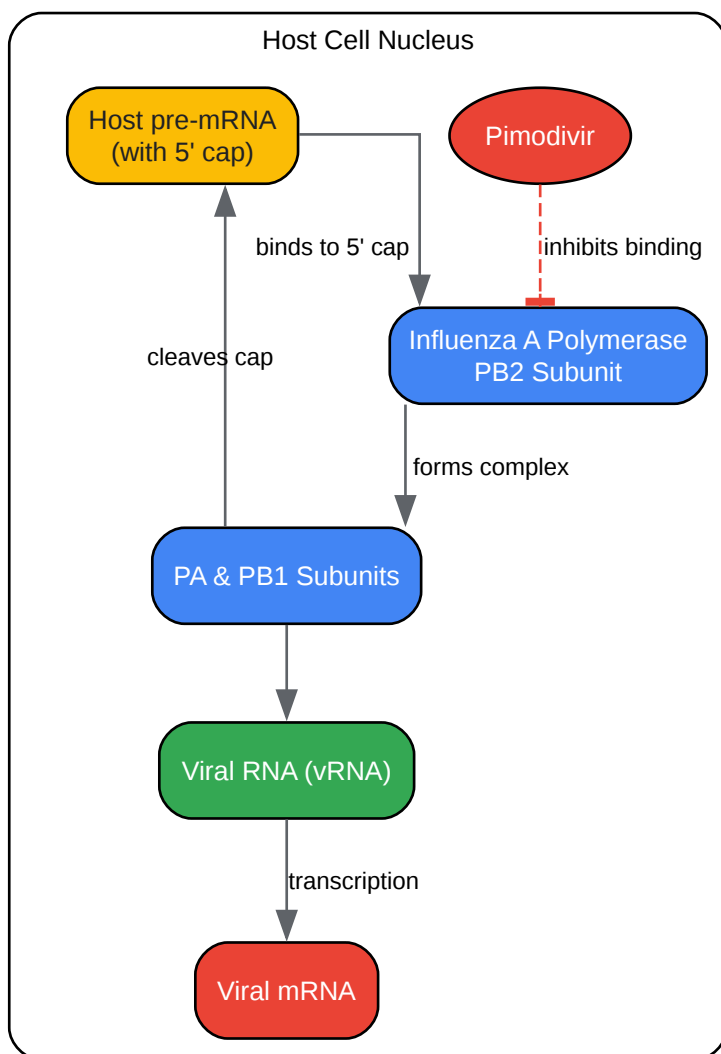 Host Cell Nucleus
Host pre-mRNA
(with 5' cap)
Pimodivir
binds to 5' cap
inhibits binding
Influenza A Polymerase
PB2 Subunit
cleaves cap
forms complex
PA & PB1 Subunits
Viral RNA (vRNA)
transcription
Viral mRNA